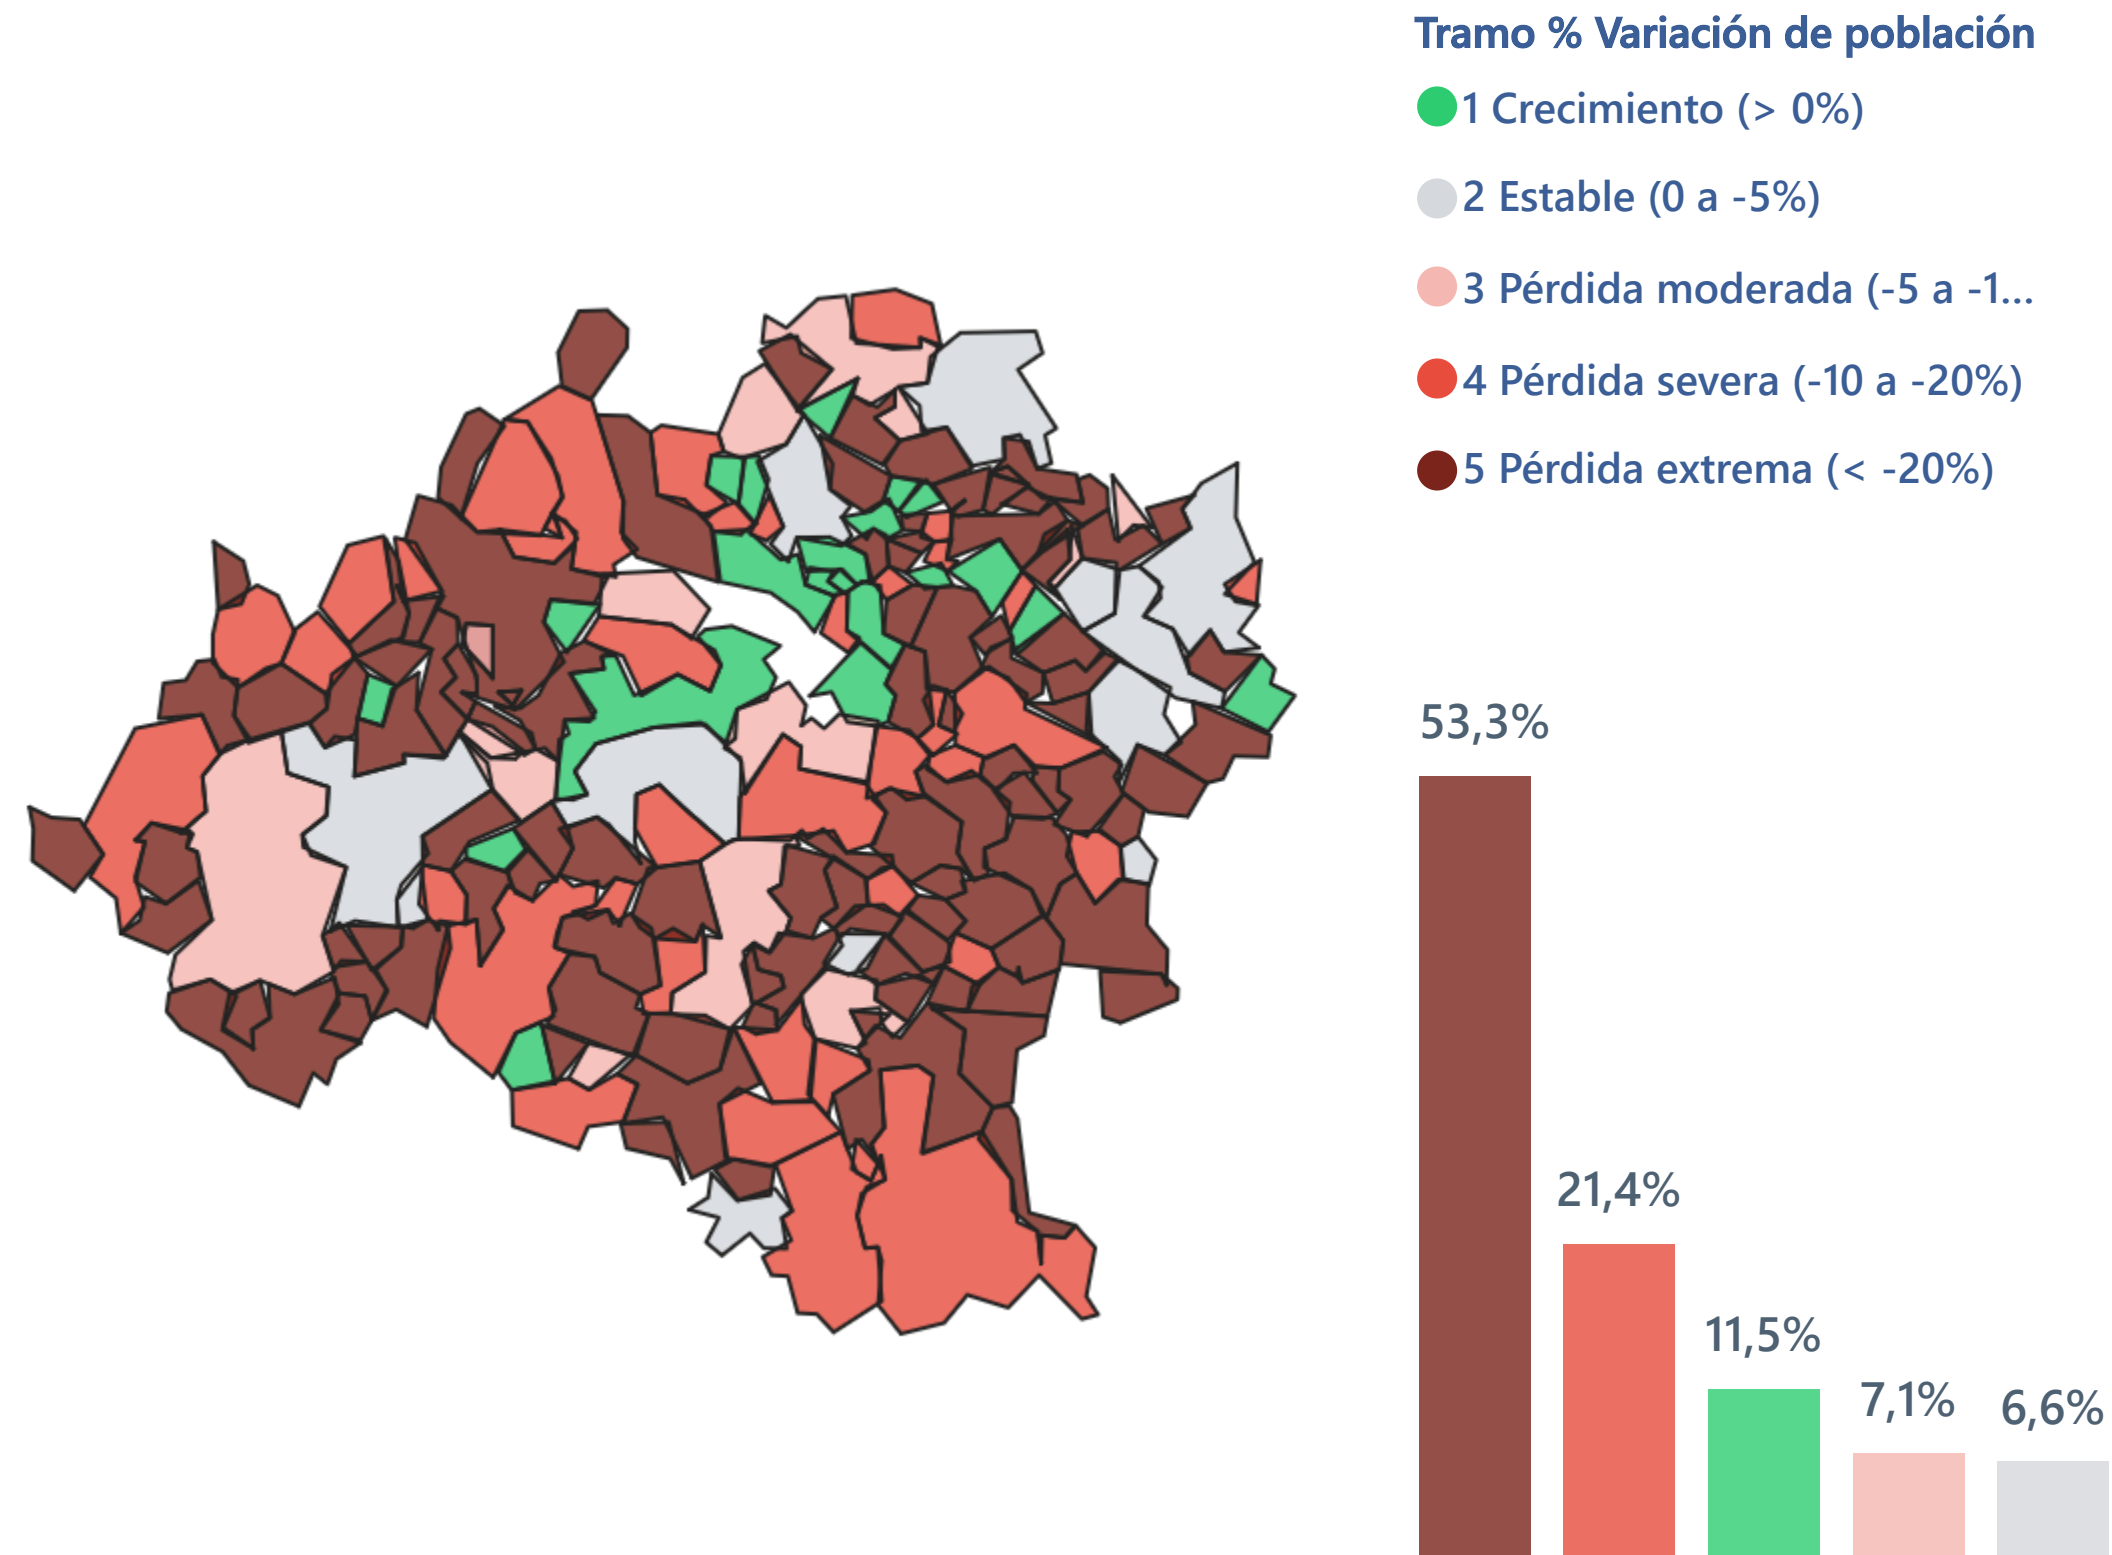 Tramo % Variación de población
1 Crecimiento (> 0%)
2 Estable (0 a -5%)
3 Pérdida moderada (-5 a -1...
4 Pérdida severa (-10 a -20%)
5 Pérdida extrema (< -20%)
53,3%
21,4%
11,5%
7,1%
6,6%